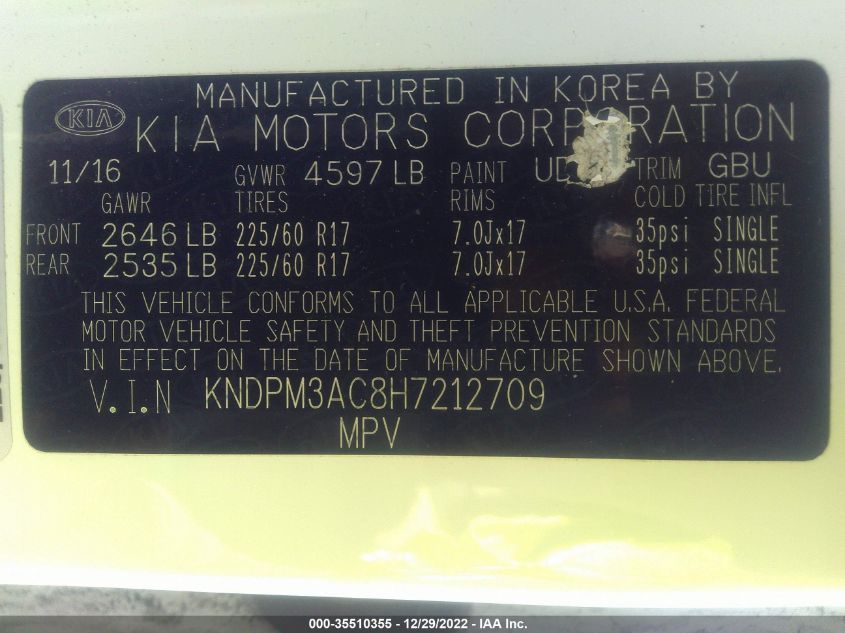 MANUFACTURED IN KOREA BY
KIA KIA MOTORS CORPORATION
11/16 GVWR 4597 LB PAINT UD TRIM GBU
GAWR TIRES RIMS COLD TIRE INFL
FRONT 2646 LB 225/60 R17 7.0Jx17 35psi SINGLE
REAR 2535 LB 225/60 R17 7.0Jx17 35psi SINGLE
THIS VEHICLE CONFORMS TO ALL APPLICABLE U.S.A. FEDERAL
MOTOR VEHICLE SAFETY AND THEFT PREVENTION STANDARDS
IN EFFECT ON THE DATE OF MANUFACTURE SHOWN ABOVE.
V.I.N KNDPM3AC8H7212709
MPV
000-35510355 - 12/29/2022 - IAA Inc.